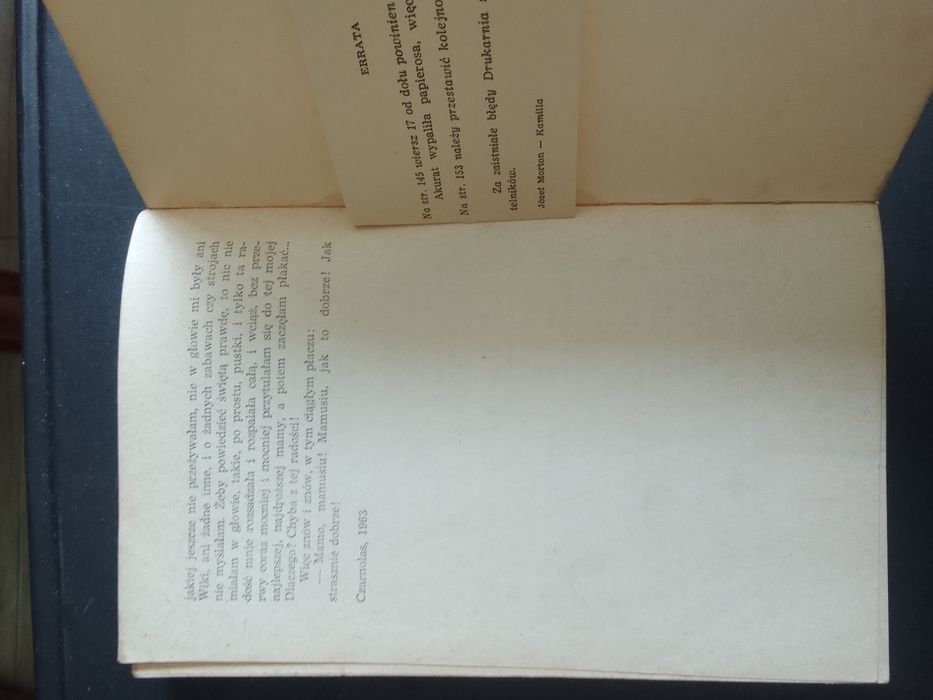 ERRATA
Na str. 145 wiersz 17 od dołu powinien
Akurat wypaliła papierosa, więc
Na str. 153 należy przestawić kolejno
Za zaistniałe błędy Drukarnia
telników.
Józef Morton — Kamilla
jakiej jeszcze nie przeżywałam, nie w głowie mi były ani
Wiki, ani żadne inne, i o żadnych zabawach czy strojach
nie myślałam. Żeby powiedzieć świętą prawdę, to nic nie
miałam w głowie, takie, po prostu, pustki, i tylko ta ra-
dość mnie rozsadzała i rozpalała całą, i wciąż, bez prze-
rwy coraz mocniej i mocniej przytulałam się do tej mojej
najlepszej, najdroższej mamy, a potem zaczęłam płakać...
Dlaczego? Chyba z tej radości!
Więc znów i znów, w tym ciągłym płaczu:
— Mamo, mamusiu! Mamusiu, jak to dobrze! Jak
strasznie dobrze!
Czarnolas, 1963